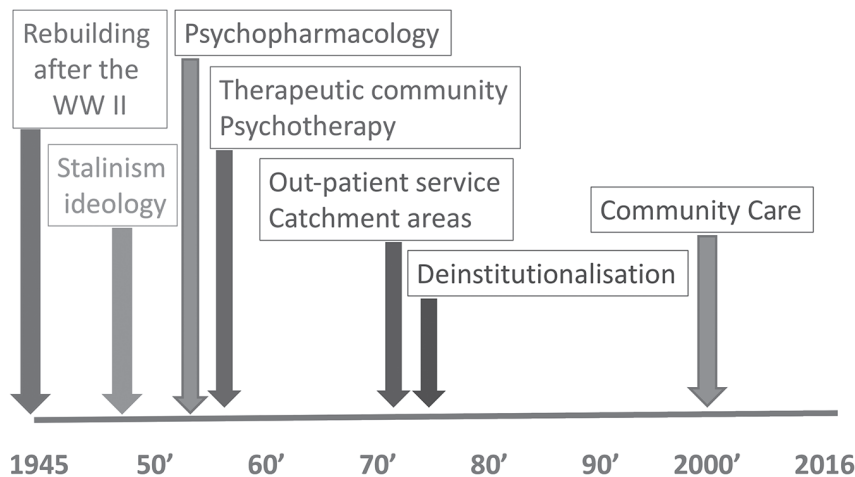 Rebuilding
after the
WW II
Psychopharmacology
Therapeutic community
Psychotherapy
Stalinism
ideology
Out-patient service
Catchment areas
Community Care
Deinstitutionalisation
1945 50’ 60’ 70’ 80’ 90’ 2000’ 2016